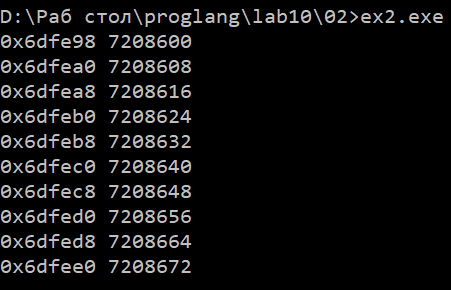 D:\Раб стол\proglang\lab10\02>ex2.exe
0x6dfe98 7208600
0x6dfea0 7208608
0x6dfea8 7208616
0x6dfeb0 7208624
0x6dfeb8 7208632
0x6dfec0 7208640
0x6dfec8 7208648
0x6dfed0 7208656
0x6dfed8 7208664
0x6dfee0 7208672